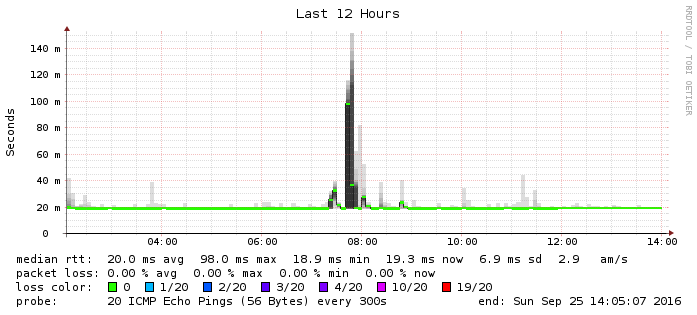 Last 12 Hours
RRDTOOL / TOBI OETIKER
Seconds
140 m
120 m
100 m
80 m
60 m
40 m
20 m
0
04:00 06:00 08:00 10:00 12:00 14:00
median rtt: 20.0 ms avg 98.0 ms max 18.9 ms min 19.3 ms now 6.9 ms sd 2.9 am/s
packet loss: 0.00 % avg 0.00 % max 0.00 % min 0.00 % now
loss color: 0 1/20 2/20 3/20 4/20 10/20 19/20
probe: 20 ICMP Echo Pings (56 Bytes) every 300s end: Sun Sep 25 14:05:07 2016